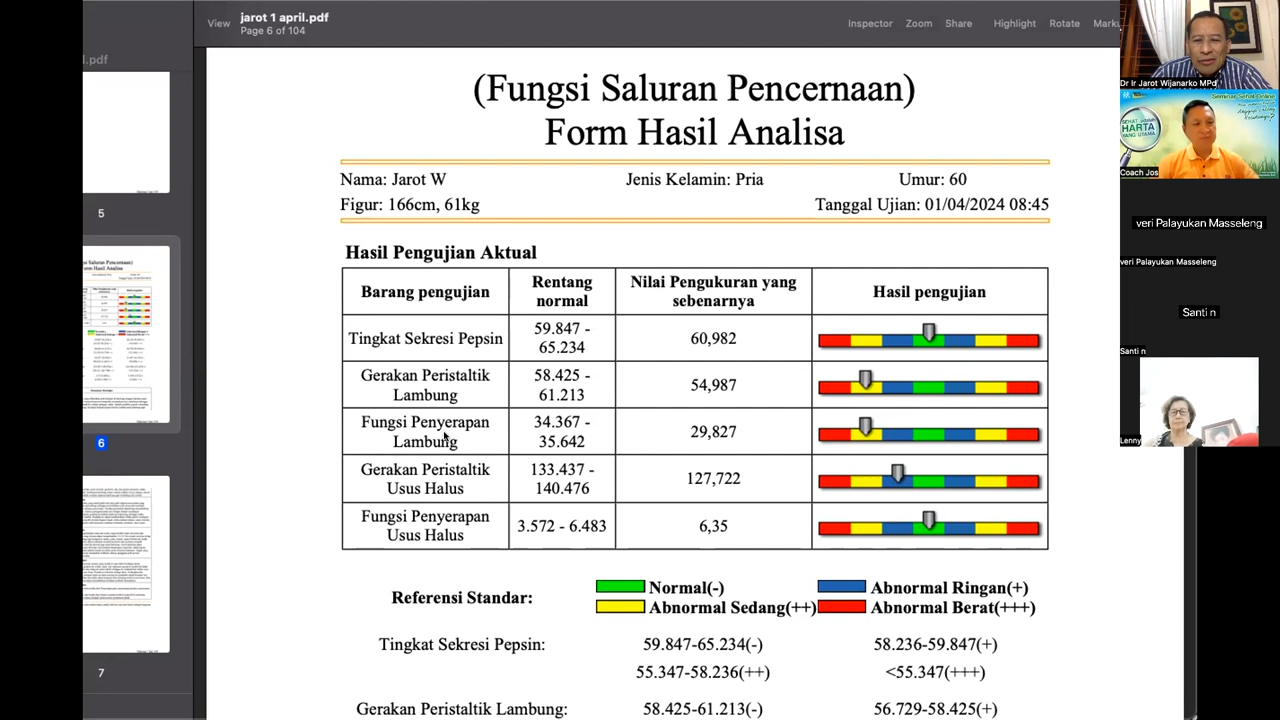 .pdf
View
jarot 1 april.pdf
Page 6 of 104
Inspector
Zoom
Share
Highlight
Rotate
(Fungsi Saluran Pencernaan)
Form Hasil Analisa
Nama: Jarot W Jenis Kelamin: Pria Umur: 60
Figur: 166cm, 61kg Tanggal Ujian: 01/04/2024 08:45
Hasil Pengujian Aktual
Barang pengujian
Rentang
normal
Nilai Pengukuran yang
sebenarnya
Hasil pengujian
Tingkat Sekresi Pepsin
59.847 -
65.234
60,982
Gerakan Peristaltik
Lambung
58.425 -
61.213
54,987
Fungsi Penyerapan
Lambung
34.367 -
35.642
29,827
Gerakan Peristaltik
Usus Halus
133.437 -
140.476
127,722
Fungsi Penyerapan
Usus Halus
3.572 - 6.483
6,35
Referensi Standar:
Normal(-) Abnormal Ringan(+)
Abnormal Sedang(++) Abnormal Berat(+++)
Tingkat Sekresi Pepsin: 59.847-65.234(-) 58.236-59.847(+)
55.347-58.236(++) <55.347(+++)
Gerakan Peristaltik Lambung: 58.425-61.213(-) 56.729-58.425(+)
5
6
7
Dr Ir Jarot Wijanarko MPd
Seminar Sehat Online
SEHAT
HARTA
YANG UTAMA
Coach Jos
veri Palayukan Masseleng
veri Palayukan Masseleng
Santi n
Santi n
Lenny